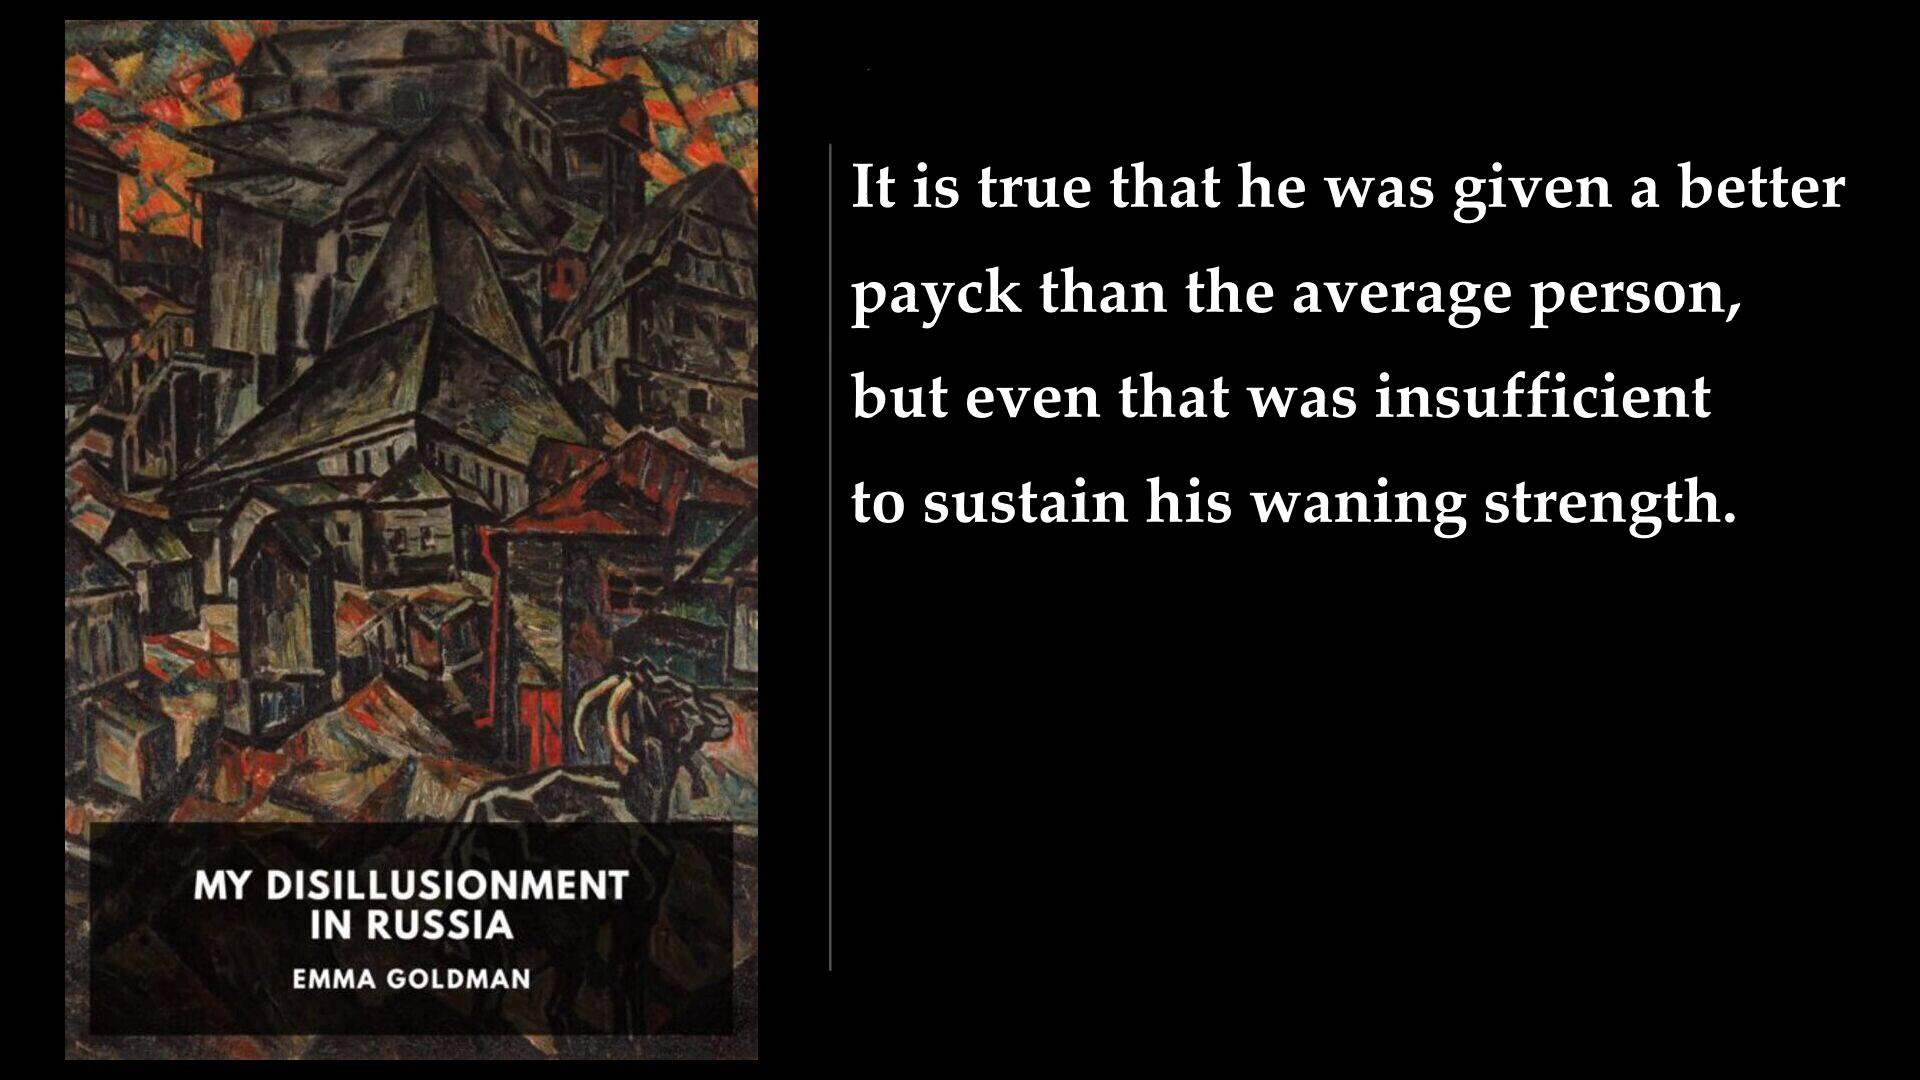 It is true that he was given a better
payck than the average person,
but even that was insufficient
to sustain his waning strength.
MY DISILLUSIONMENT
IN RUSSIA
EMMA GOLDMAN